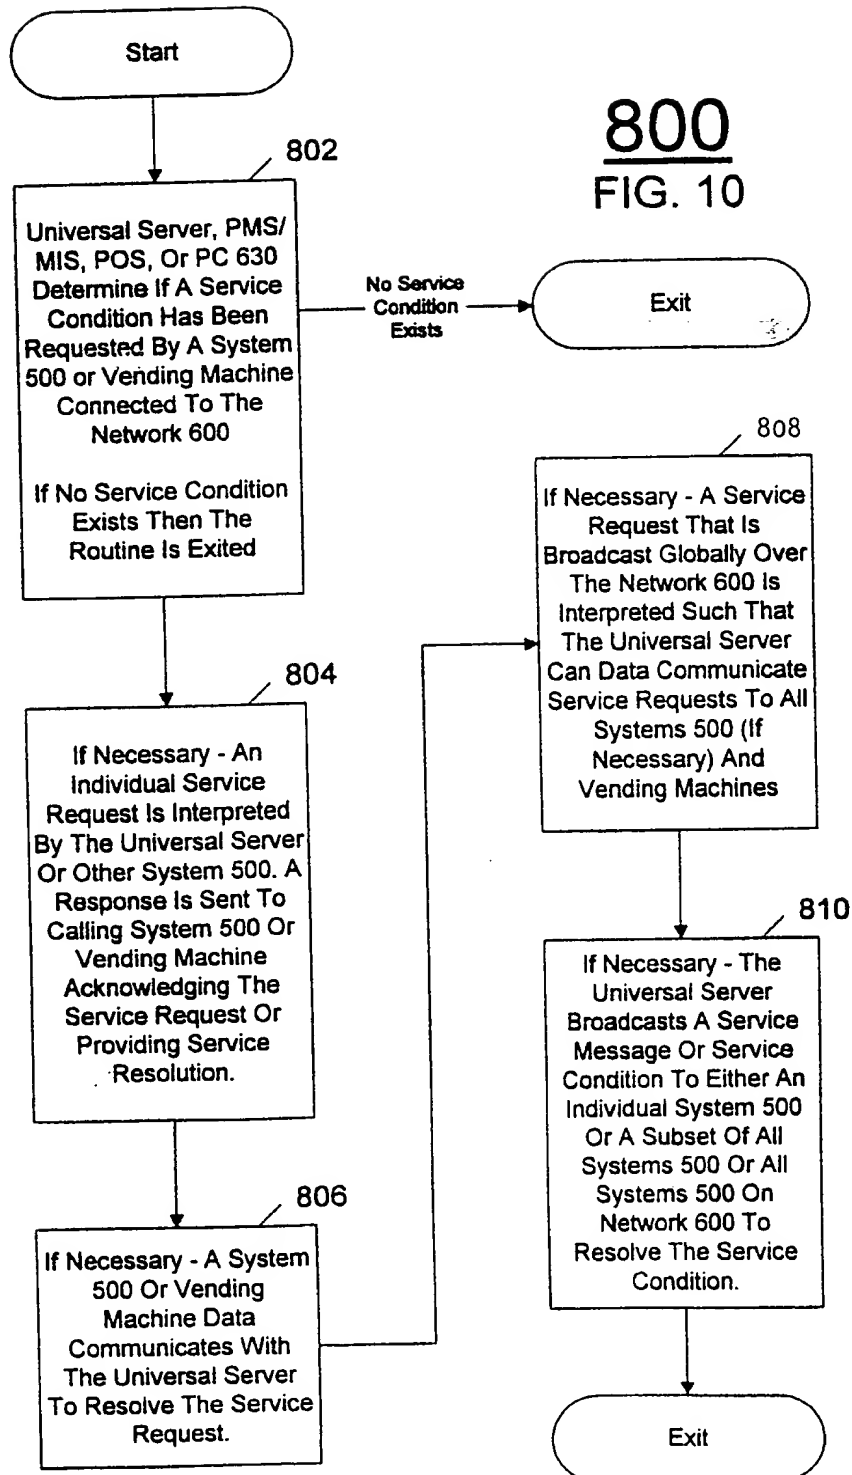 Start
800
FIG. 10
802
Universal Server, PMS/
MIS, POS, Or PC 630
Determine If A Service
Condition Has Been
Requested By A System
500 or Vending Machine
Connected To The
Network 600
If No Service Condition
Exists Then The
Routine Is Exited
No Service
Condition
Exists
Exit
804
If Necessary - An
Individual Service
Request Is Interpreted
By The Universal Server
Or Other System 500. A
Response Is Sent To
Calling System 500 Or
Vending Machine
Acknowledging The
Service Request Or
Providing Service
Resolution.
806
If Necessary - A System
500 Or Vending
Machine Data
Communicates With
The Universal Server
To Resolve The Service
Request.
808
If Necessary - A Service
Request That Is
Broadcast Globally Over
The Network 600 Is
Interpreted Such That
The Universal Server
Can Data Communicate
Service Requests To All
Systems 500 (If
Necessary) And
Vending Machines
810
If Necessary - The
Universal Server
Broadcasts A Service
Message Or Service
Condition To Either An
Individual System 500
Or A Subset Of All
Systems 500 Or All
Systems 500 On
Network 600 To
Resolve The Service
Condition.
Exit